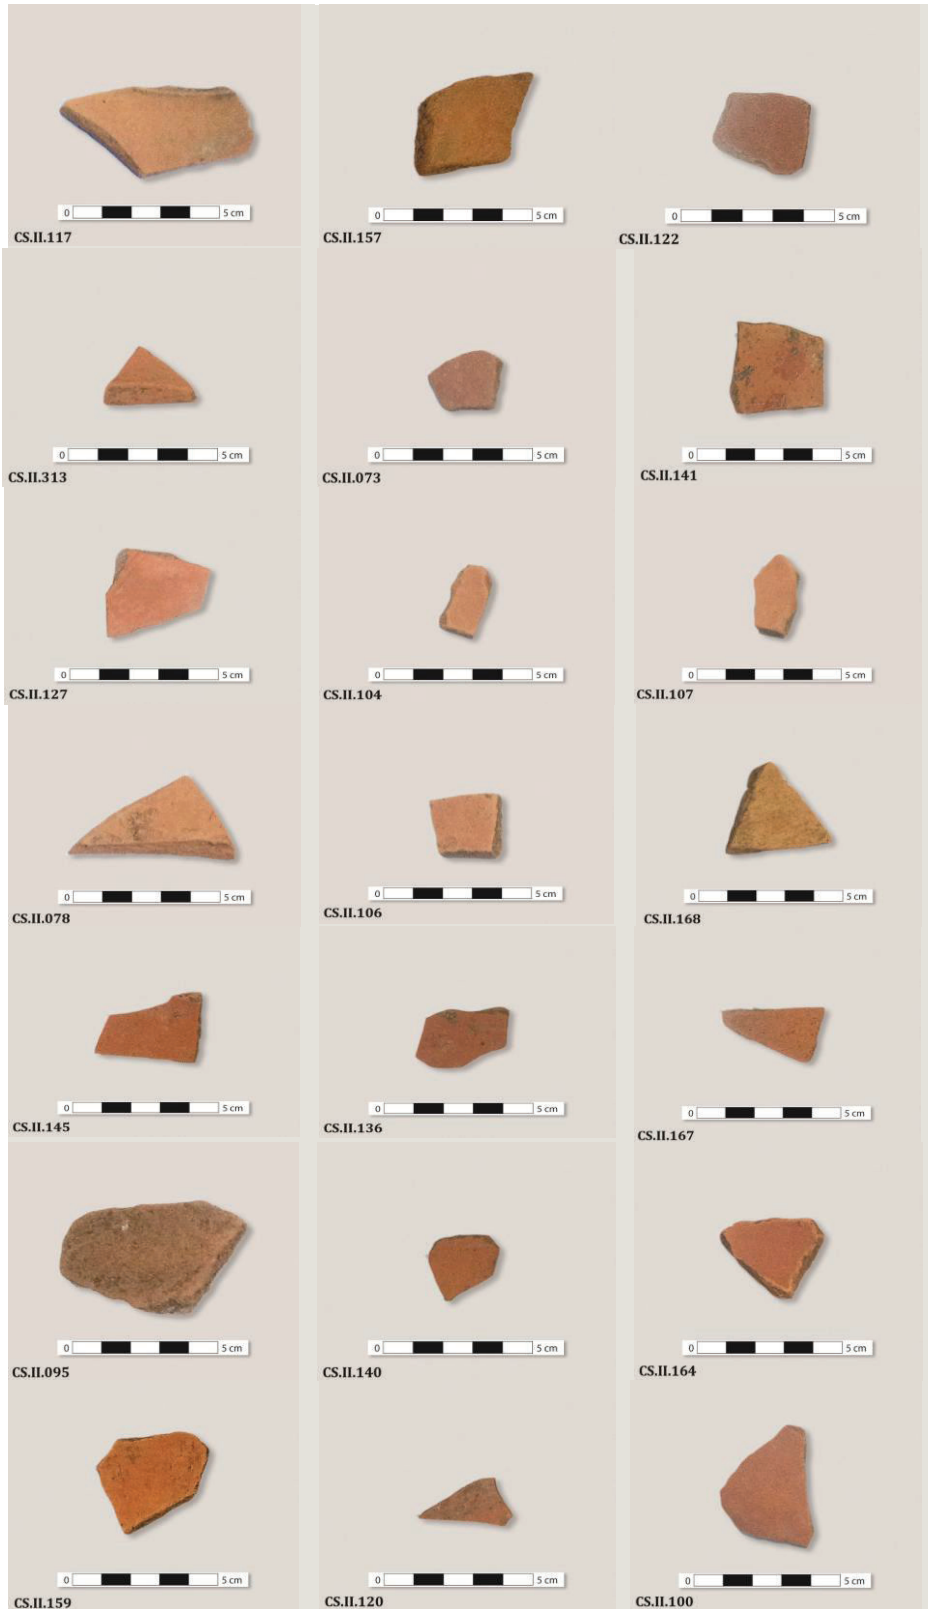 0 5 cm
CS.II.117
0 5 cm
CS.II.157
0 5 cm
CS.II.122
0 5 cm
CS.II.313
0 5 cm
CS.II.073
0 5 cm
CS.II.141
0 5 cm
CS.II.127
0 5 cm
CS.II.104
0 5 cm
CS.II.107
0 5 cm
CS.II.078
0 5 cm
CS.II.106
0 5 cm
CS.II.168
0 5 cm
CS.II.145
0 5 cm
CS.II.136
0 5 cm
CS.II.167
0 5 cm
CS.II.095
0 5 cm
CS.II.140
0 5 cm
CS.II.164
0 5 cm
CS.II.159
0 5 cm
CS.II.120
0 5 cm
CS.II.100